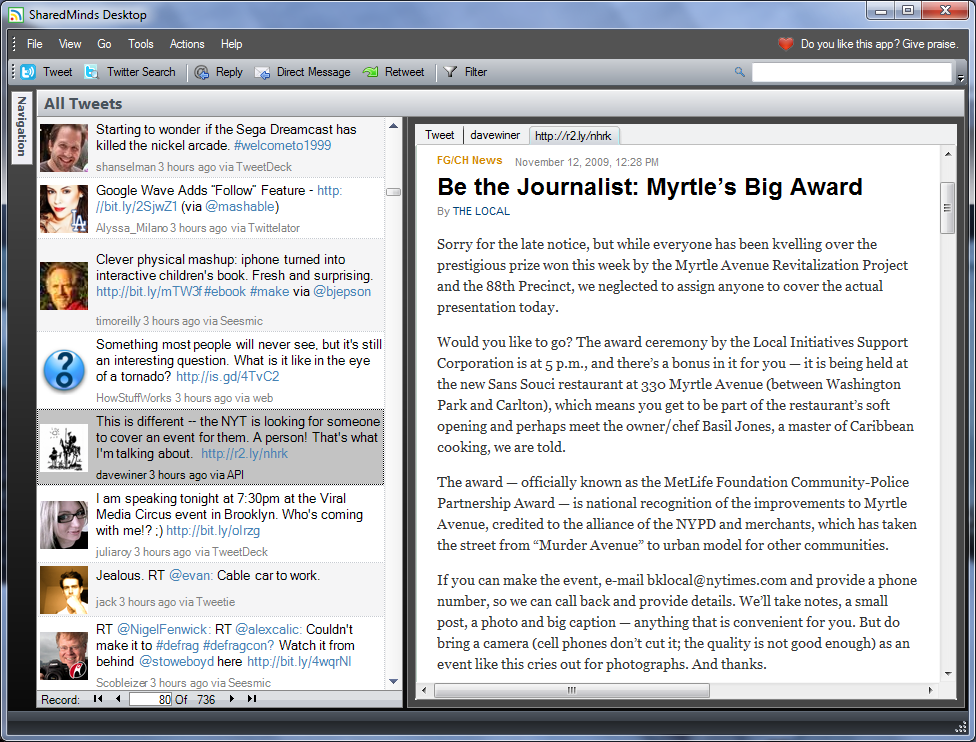 SharedMinds Desktop
File View Go Tools Actions Help
Do you like this app? Give praise.
Tweet Twitter Search Reply Direct Message Retweet Filter
Navigation
All Tweets
Starting to wonder if the Sega Dreamcast has
killed the nickel arcade. #welcometo1999
shanselman 3 hours ago via TweetDeck
Google Wave Adds "Follow" Feature - http:
//bit.ly/2SjwZ1 (via @mashable)
Alyssa_Milano 3 hours ago via Twittelator
Clever physical mashup: iphone turned into
interactive children's book. Fresh and surprising.
http://bit.ly/mTW3f #ebook #make via @bjepson
timoreilly 3 hours ago via Seesmic
Something most people will never see, but it's still
an interesting question. What is it like in the eye
of a tornado? http://is.gd/4TvC2
HowStuffWorks 3 hours ago via web
This is different -- the NYT is looking for someone
to cover an event for them. A person! That's what
I'm talking about. http://r2.ly/nhrk
davewiner 3 hours ago via API
I am speaking tonight at 7:30pm at the Viral
Media Circus event in Brooklyn. Who's coming
with me!? ;) http://bit.ly/olrzg
juliaroy 3 hours ago via TweetDeck
Jealous. RT @evan: Cable car to work.
jack 3 hours ago via Tweetie
RT @NigelFenwick: RT @alexcalic: Couldn't
make it to #defrag #defragcon? Watch it from
behind @stoweboyd here http://bit.ly/4wqrNl
Scobleizer 3 hours ago via Seesmic
Record: 80 Of 736
Tweet davewiner http://r2.ly/nhrk
FG/CH News November 12, 2009, 12:28 PM
Be the Journalist: Myrtle's Big Award
By THE LOCAL
Sorry for the late notice, but while everyone has been kvelling over the
prestigious prize won this week by the Myrtle Avenue Revitalization Project
and the 88th Precinct, we neglected to assign anyone to cover the actual
presentation today.
Would you like to go? The award ceremony by the Local Initiatives Support
Corporation is at 5 p.m., and there's a bonus in it for you — it is being held at
the new Sans Souci restaurant at 330 Myrtle Avenue (between Washington
Park and Carlton), which means you get to be part of the restaurant's soft
opening and perhaps meet the owner/chef Basil Jones, a master of Caribbean
cooking, we are told.
The award — officially known as the MetLife Foundation Community-Police
Partnership Award — is national recognition of the improvements to Myrtle
Avenue, credited to the alliance of the NYPD and merchants, which has taken
the street from “Murder Avenue” to urban model for other communities.
If you can make the event, e-mail bklocal@nytimes.com and provide a phone
number, so we can call back and provide details. We'll take notes, a small
post, a photo and big caption — anything that is convenient for you. But do
bring a camera (cell phones don't cut it; the quality is not good enough) as an
event like this cries out for photographs. And thanks.